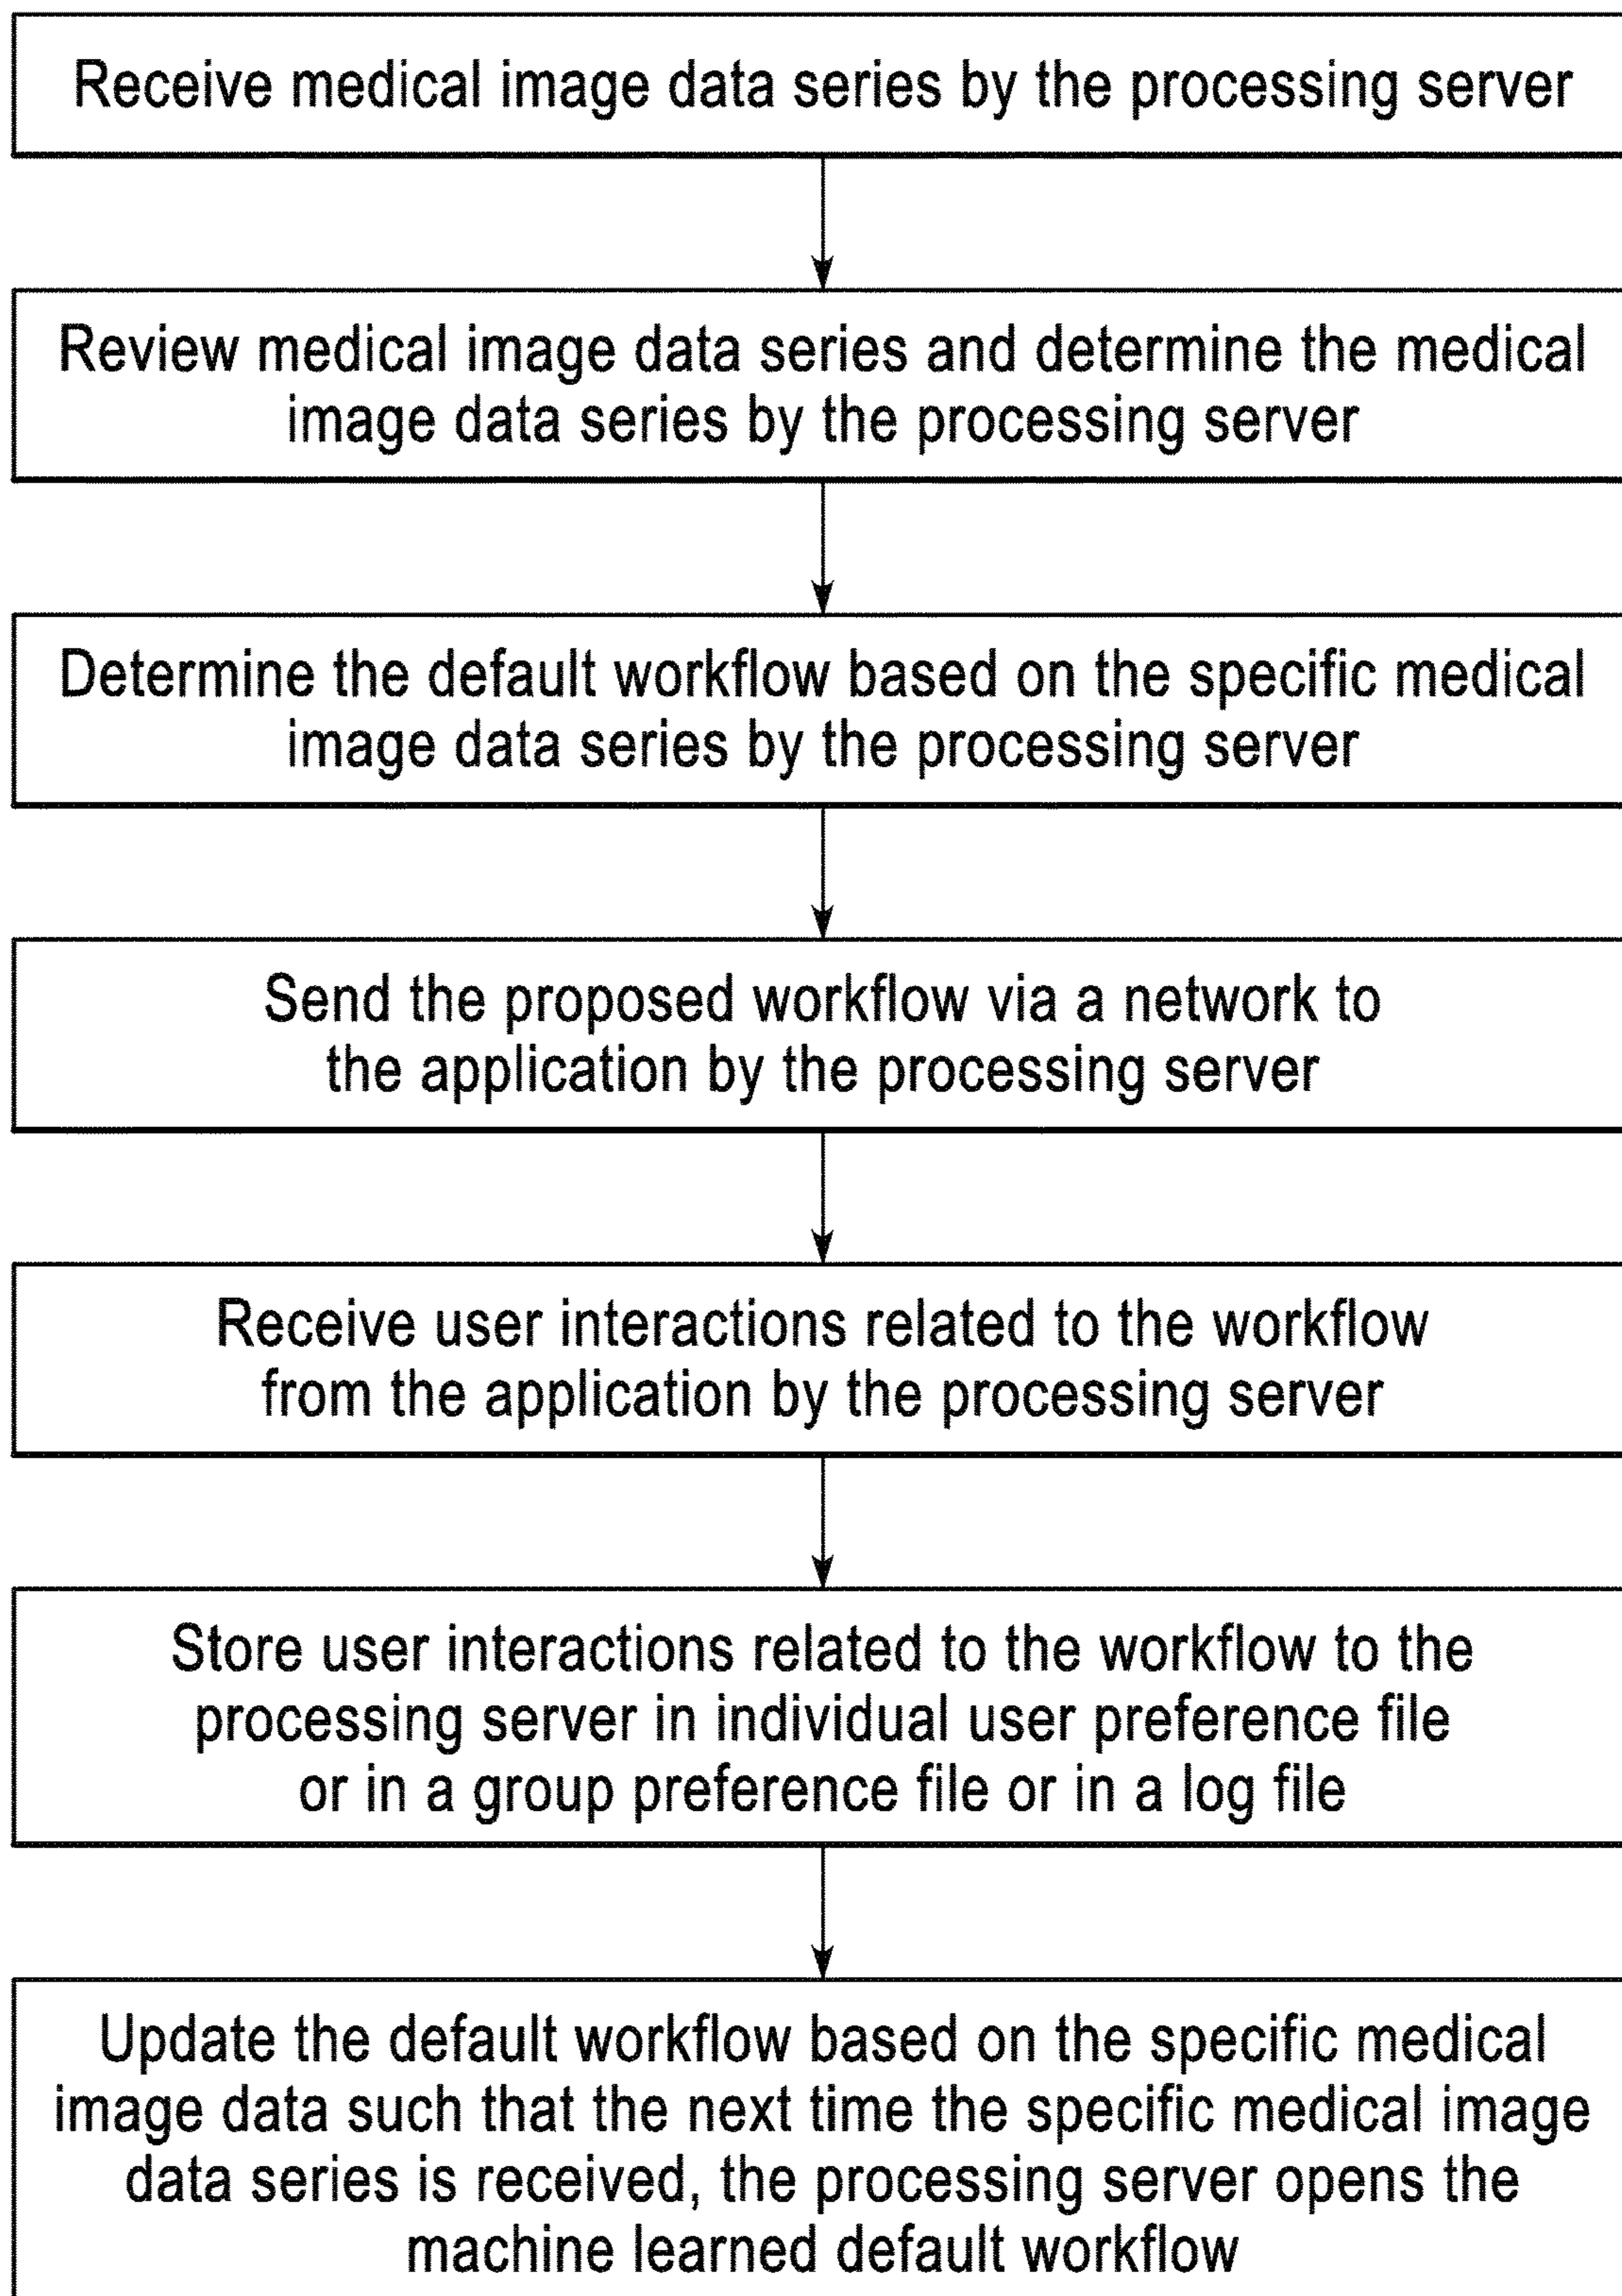 Receive medical image data series by the processing server
Review medical image data series and determine the medical
image data series by the processing server
Determine the default workflow based on the specific medical
image data series by the processing server
Send the proposed workflow via a network to
the application by the processing server
Receive user interactions related to the workflow
from the application by the processing server
Store user interactions related to the workflow to the
processing server in individual user preference file
or in a group preference file or in a log file
Update the default workflow based on the specific medical
image data such that the next time the specific medical image
data series is received, the processing server opens the
machine learned default workflow